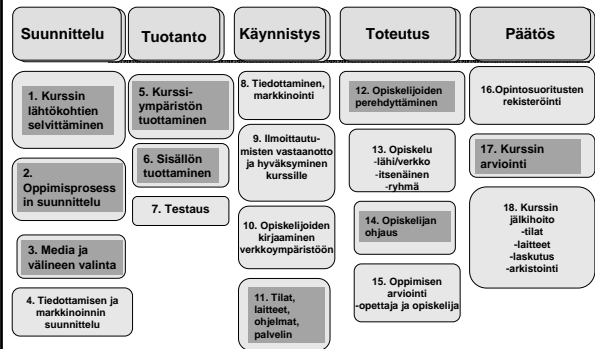 Suunnittelu
Tuotanto
Käynnistys
Toteutus
Päätös
1. Kurssin
lähtökohtien
selvittäminen
2.
Oppimisprosess
in suunnittelu
3. Media ja
välineen valinta
4. Tiedottamisen ja
markkinoinnin
suunnittelu
5. Kurssi-
ympäristön
tuottaminen
6. Sisällön
tuottaminen
7. Testaus
8. Tiedottaminen,
markkinointi
9. Ilmoittautu-
misten vastaanotto
ja hyväksyminen
kurssille
10. Opiskelijoiden
kirjaaminen
verkkoympäristöön
11. Tilat,
laitteet,
ohjelmat,
palvelin
12. Opiskelijoiden
perehdyttäminen
13. Opiskelu
-lähi/verkko
-itsenäinen
-ryhmä
14. Opiskelijan
ohjaus
15. Oppimisen
arviointi
-opettaja ja opiskelija
16.Opintosuoritusten
rekisteröinti
17. Kurssin
arviointi
18. Kurssin
jälkihoito
-tilat
-laitteet
-laskutus
-arkistointi